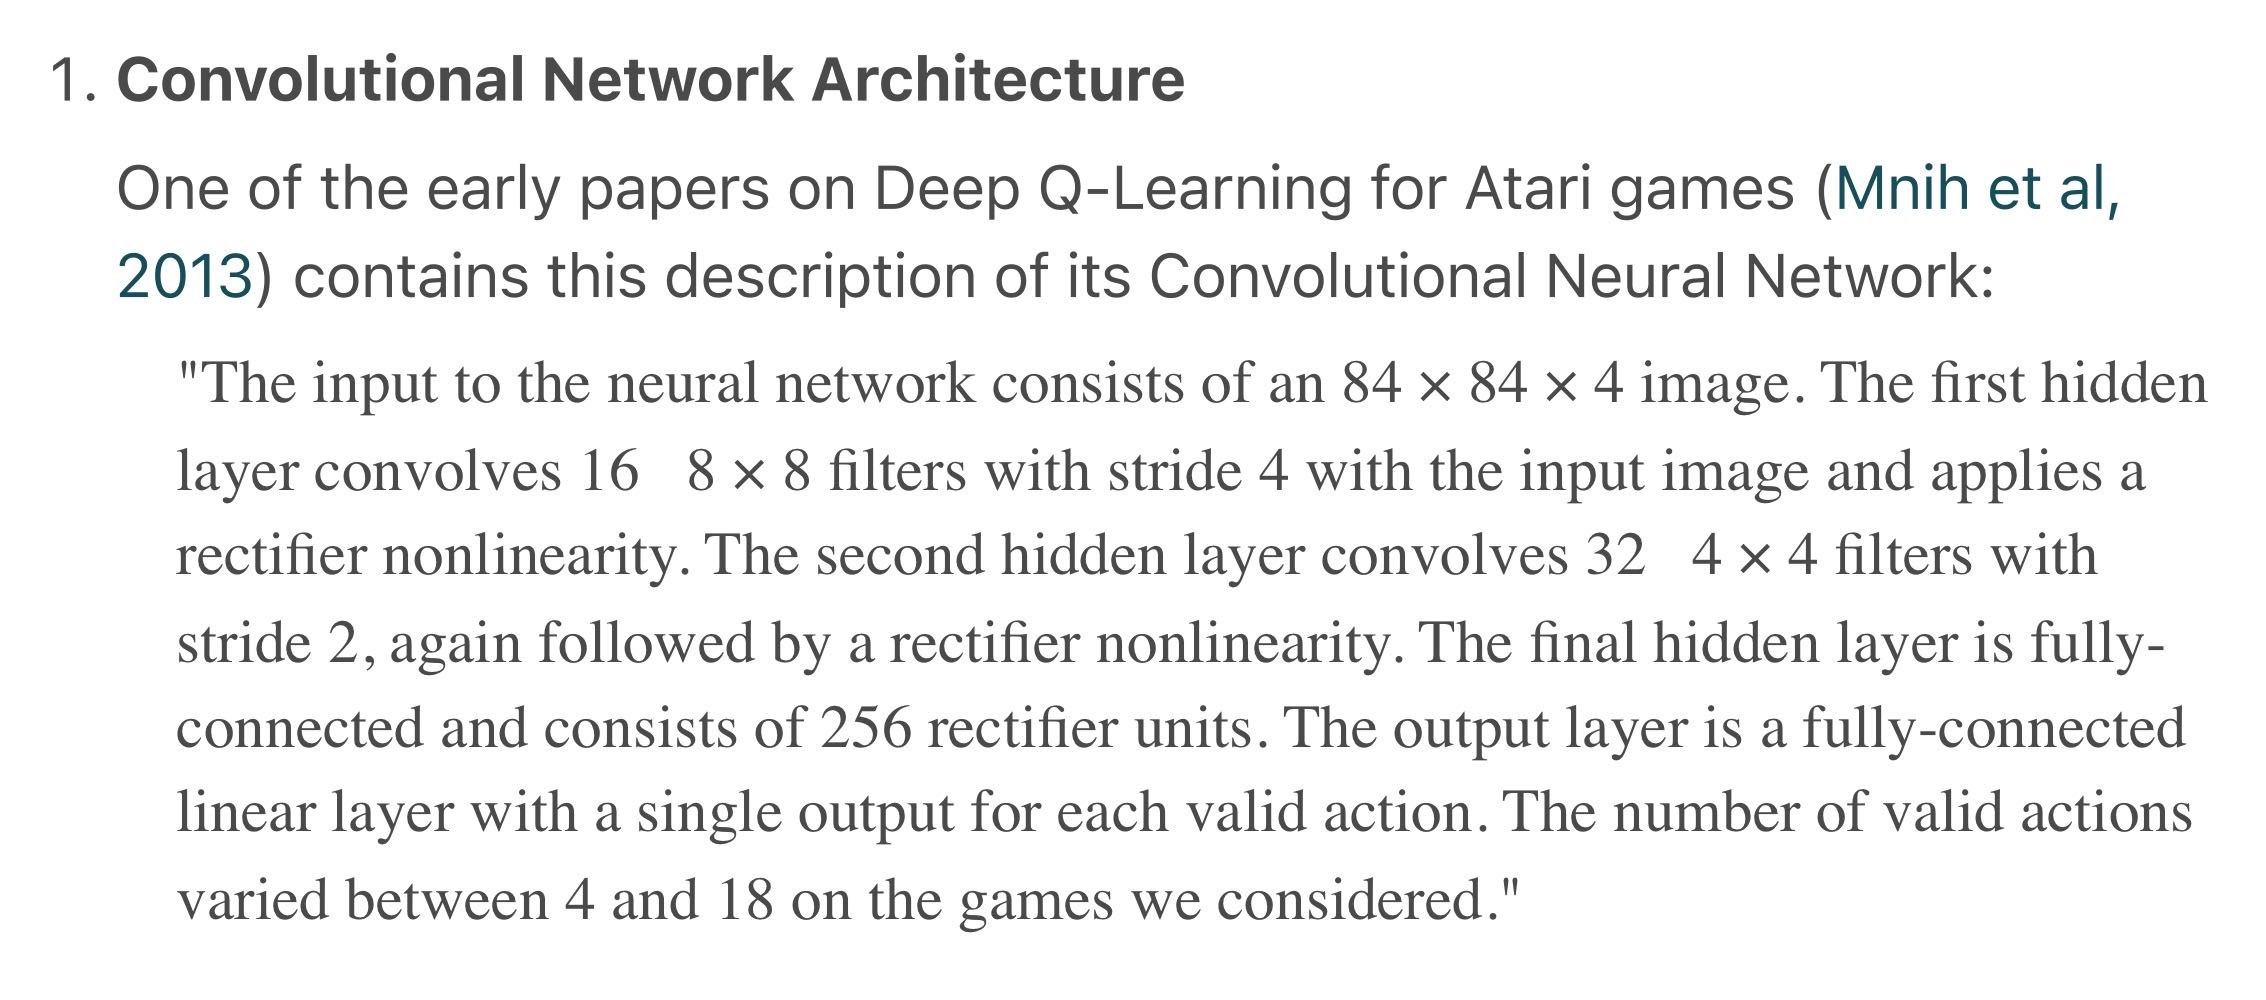 1. Convolutional Network Architecture
One of the early papers on Deep Q-Learning for Atari games (Mnih et al,
2013) contains this description of its Convolutional Neural Network:
"The input to the neural network consists of an 84 × 84 × 4 image. The first hidden
layer convolves 16   8 × 8 filters with stride 4 with the input image and applies a
rectifier nonlinearity. The second hidden layer convolves 32   4 × 4 filters with
stride 2, again followed by a rectifier nonlinearity. The final hidden layer is fully-
connected and consists of 256 rectifier units. The output layer is a fully-connected
linear layer with a single output for each valid action. The number of valid actions
varied between 4 and 18 on the games we considered."